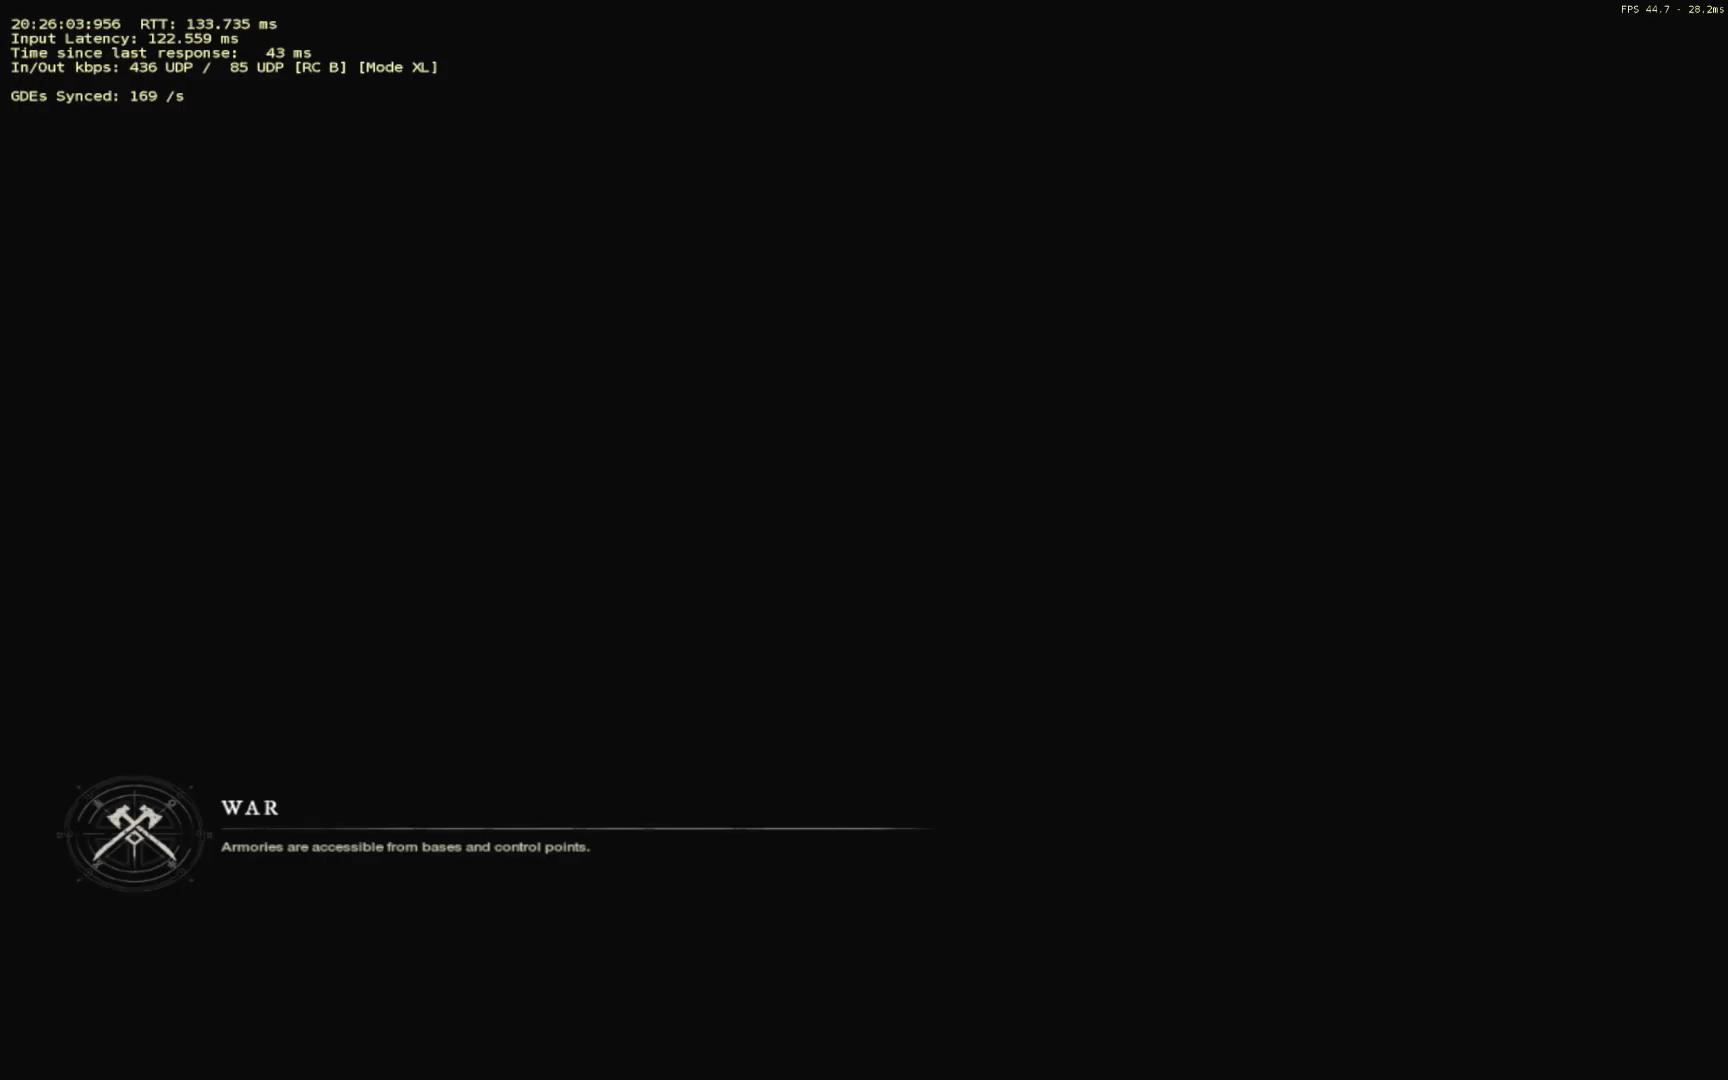 20:26:03:956 RTT: 133.735 ms
FPS 44.7 - 28.2ms
Input Latency: 122.559 ms
Time since last response: 43 ms
In/Out kbps: 436 UDP / 85 UDP [RC B] [Mode XL]
GDEs Synced: 169 /s
WAR
Armories are accessible from bases and control points.